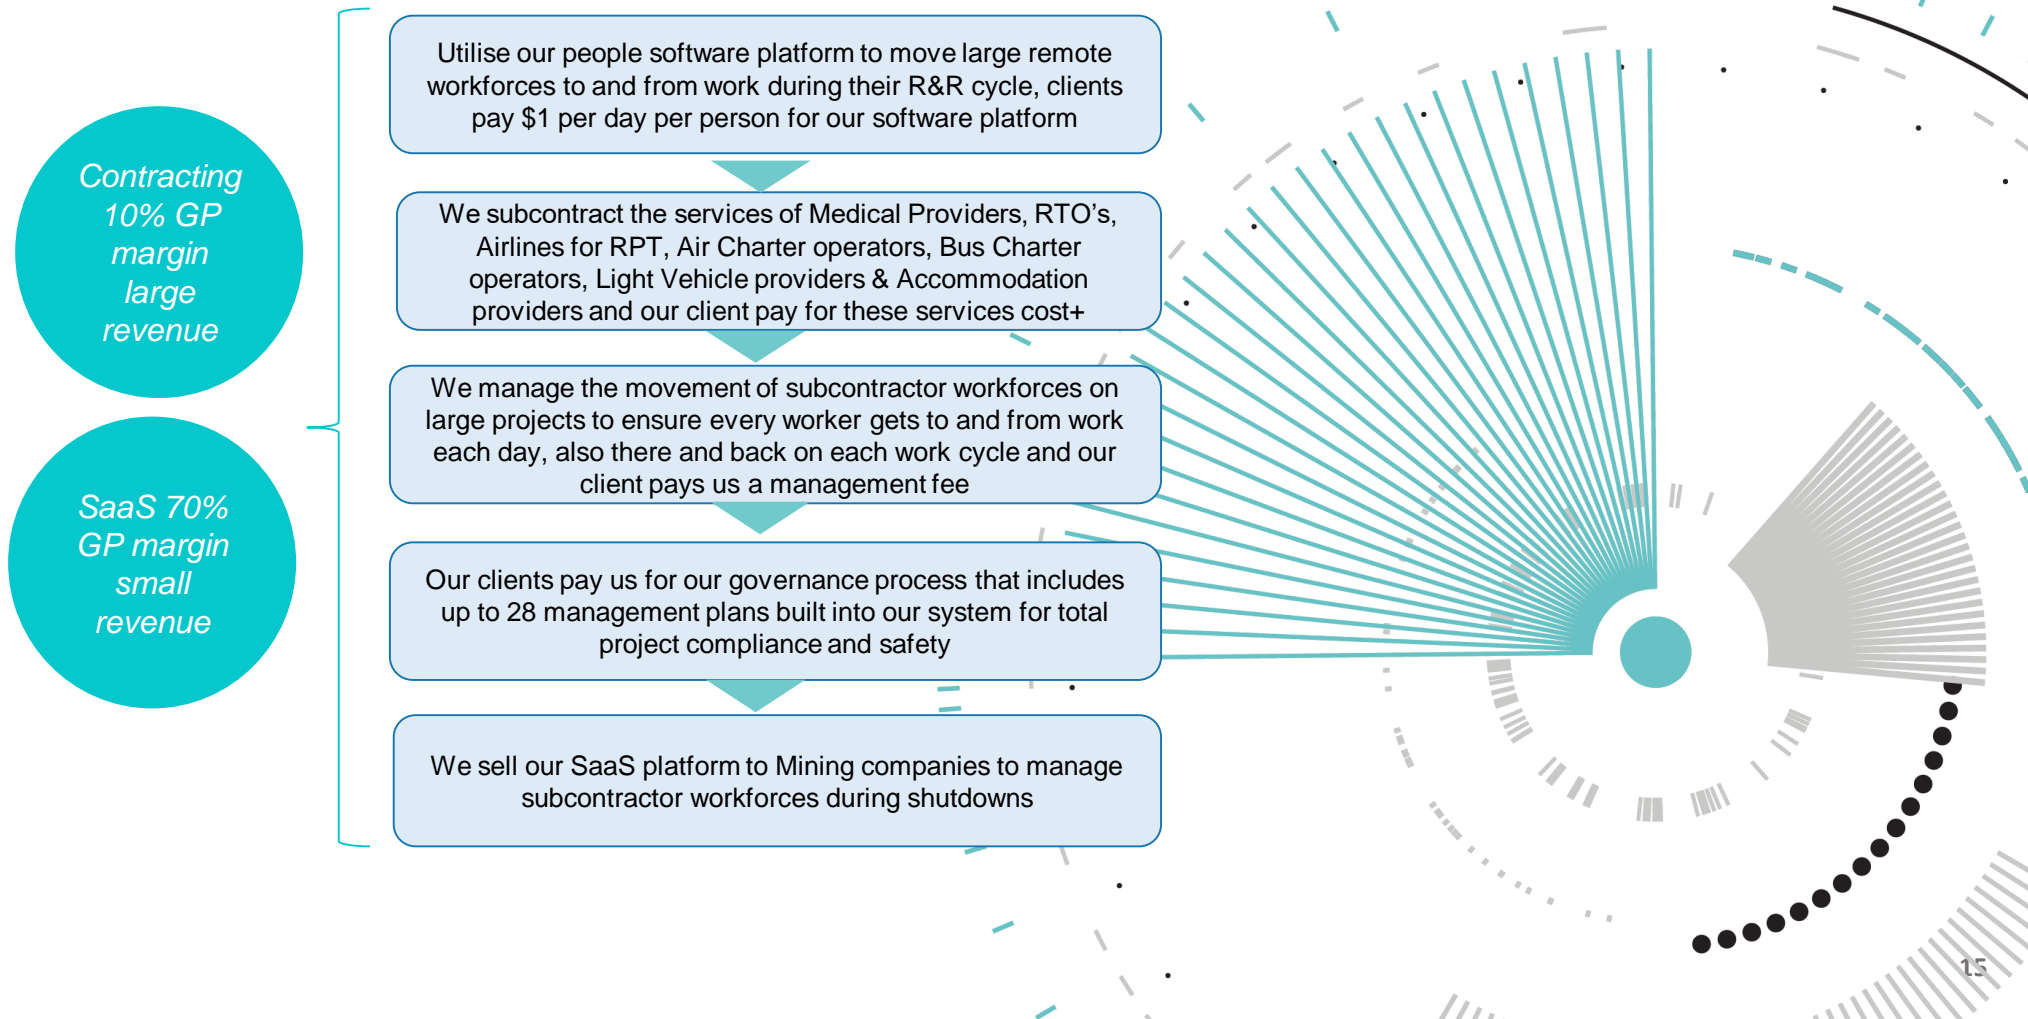 Contracting
10% GP
margin
large
revenue
SaaS 70%
GP margin
small
revenue
Utilise our people software platform to move large remote
workforces to and from work during their R&R cycle, clients
pay $1 per day per person for our software platform
We subcontract the services of Medical Providers, RTO’s,
Airlines for RPT, Air Charter operators, Bus Charter
operators, Light Vehicle providers & Accommodation
providers and our client pay for these services cost+
We manage the movement of subcontractor workforces on
large projects to ensure every worker gets to and from work
each day, also there and back on each work cycle and our
client pays us a management fee
Our clients pay us for our governance process that includes
up to 28 management plans built into our system for total
project compliance and safety
We sell our SaaS platform to Mining companies to manage
subcontractor workforces during shutdowns
15